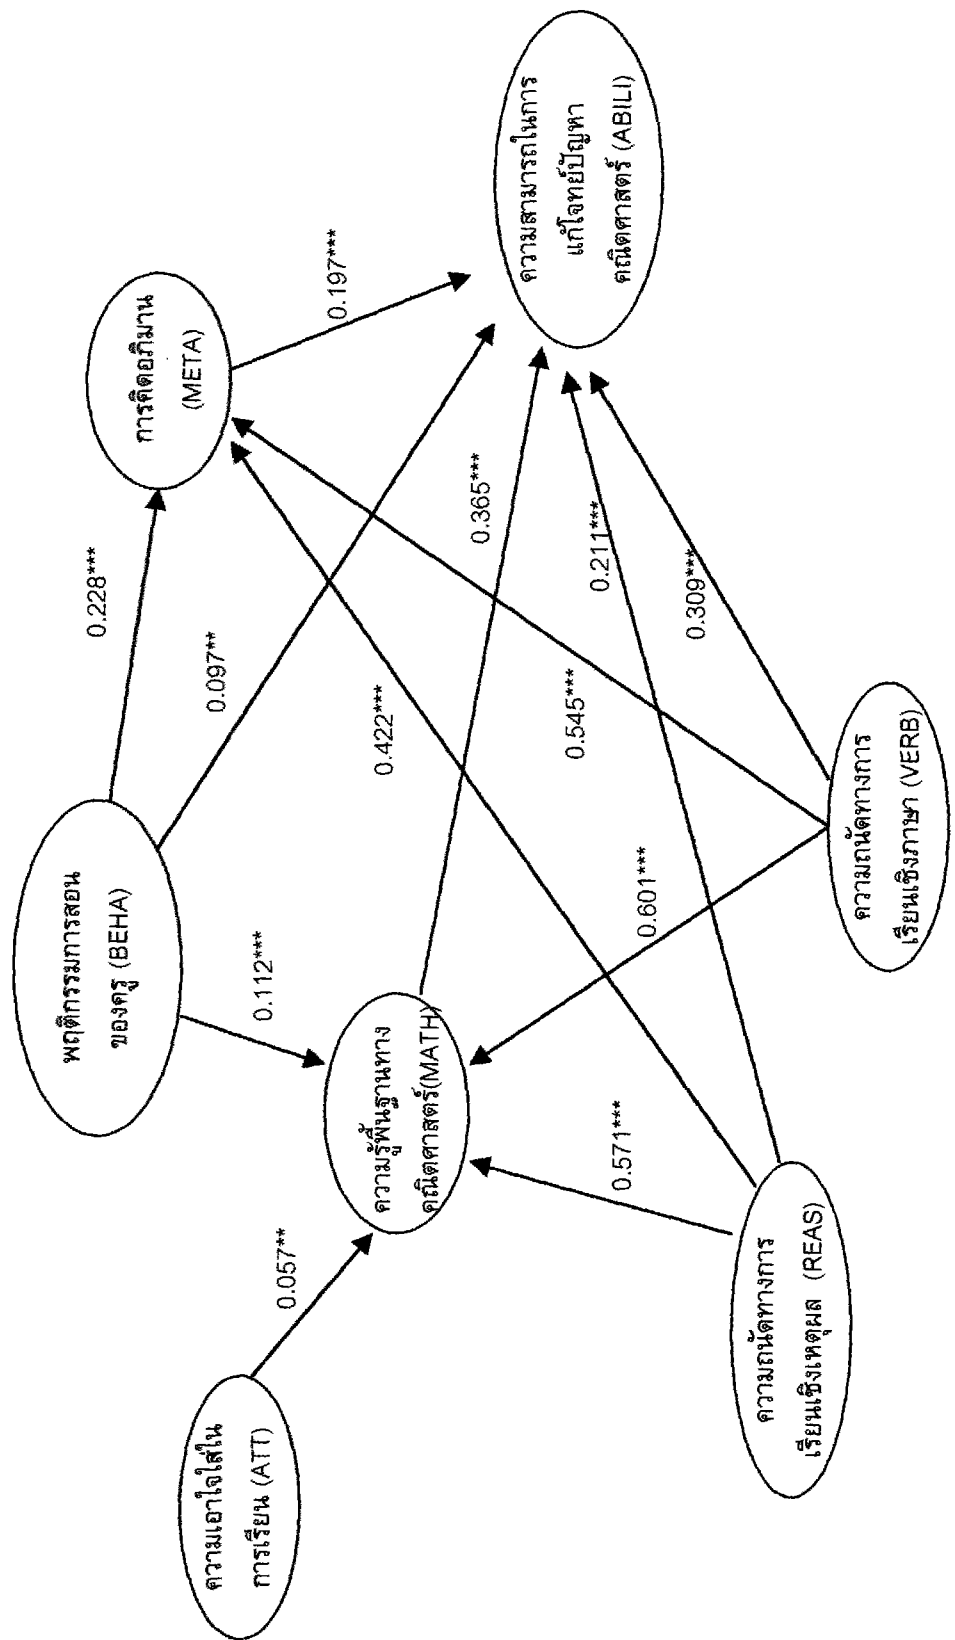 พฤติกรรมการสอน
ของครู (BEHA)
การคิดอภิมาน
(META)
ความสามารถในการ
แก้โจทย์ปัญหา
คณิตศาสตร์ (ABILI)
ความเอาใจใส่ใน
การเรียน (ATT)
ความรู้พื้นฐานทาง
คณิตศาสตร์(MATH)
ความถนัดทางการ
เรียนเชิงเหตุผล (REAS)
ความถนัดทางการ
เรียนเชิงภาษา (VERB)
0.228***
0.197***
0.097**
0.112***
0.422***
0.365***
0.057**
0.545***
0.211***
0.601***
0.309***
0.571***